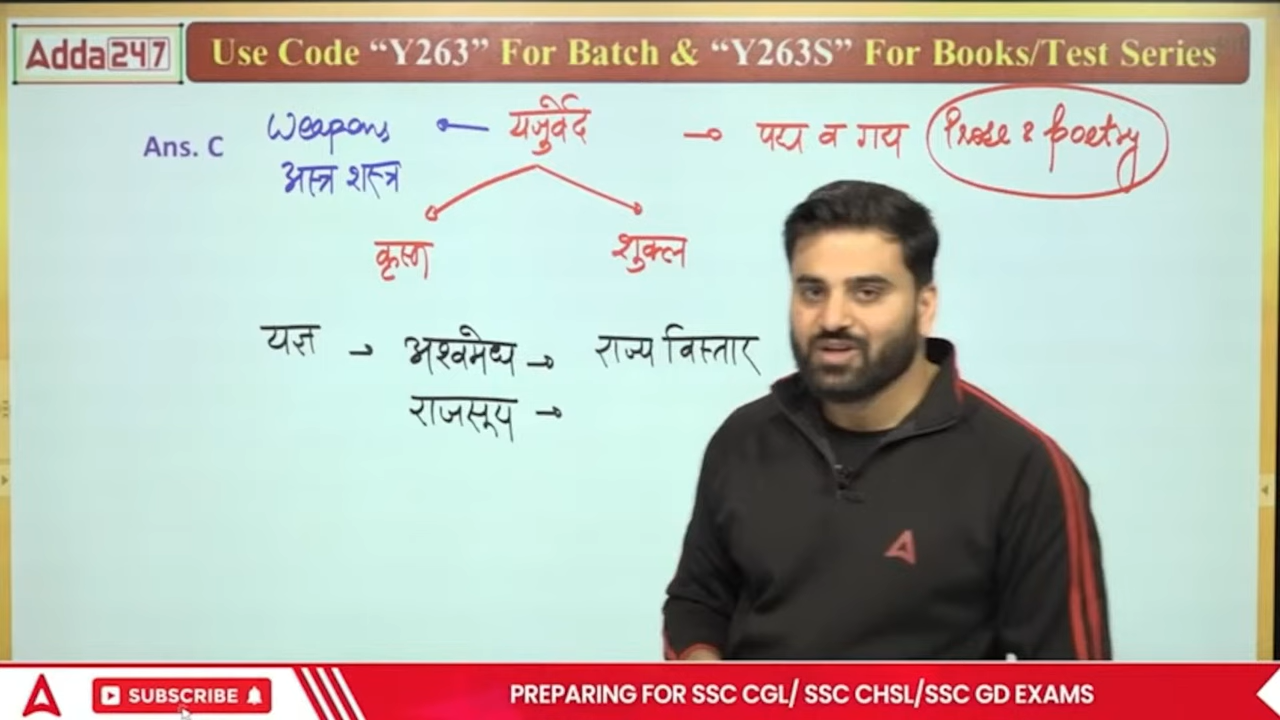 Adda247
Use Code “Y263” For Batch & “Y263S” For Books/Test Series
Ans. C
Weapons ← यजुर्वेद → पद्य व गद्य Prose & Poetry
अस्त्र शस्त्र
कृष्ण शुक्ल
यज्ञ → अश्वमेध → राज्य विस्तार
राजसूय →
SUBSCRIBE
PREPARING FOR SSC CGL/ SSC CHSL/SSC GD EXAMS